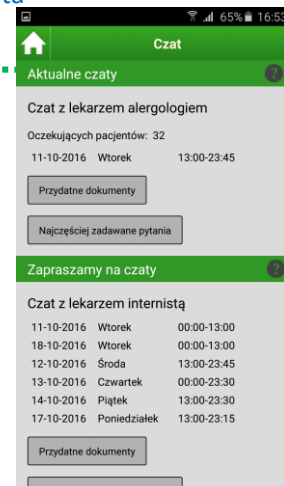 65% 16:53
Czat
Aktualne czaty ?
Czat z lekarzem alergologiem
Oczekujących pacjentów: 32
11-10-2016 Wtorek 13:00-23:45
Przydatne dokumenty
Najczęściej zadawane pytania
Zapraszamy na czaty ?
Czat z lekarzem internistą
11-10-2016 Wtorek 00:00-13:00
18-10-2016 Wtorek 00:00-13:00
12-10-2016 Środa 13:00-23:45
13-10-2016 Czwartek 00:00-23:30
14-10-2016 Piątek 13:00-23:30
17-10-2016 Poniedziałek 13:00-23:15
Przydatne dokumenty